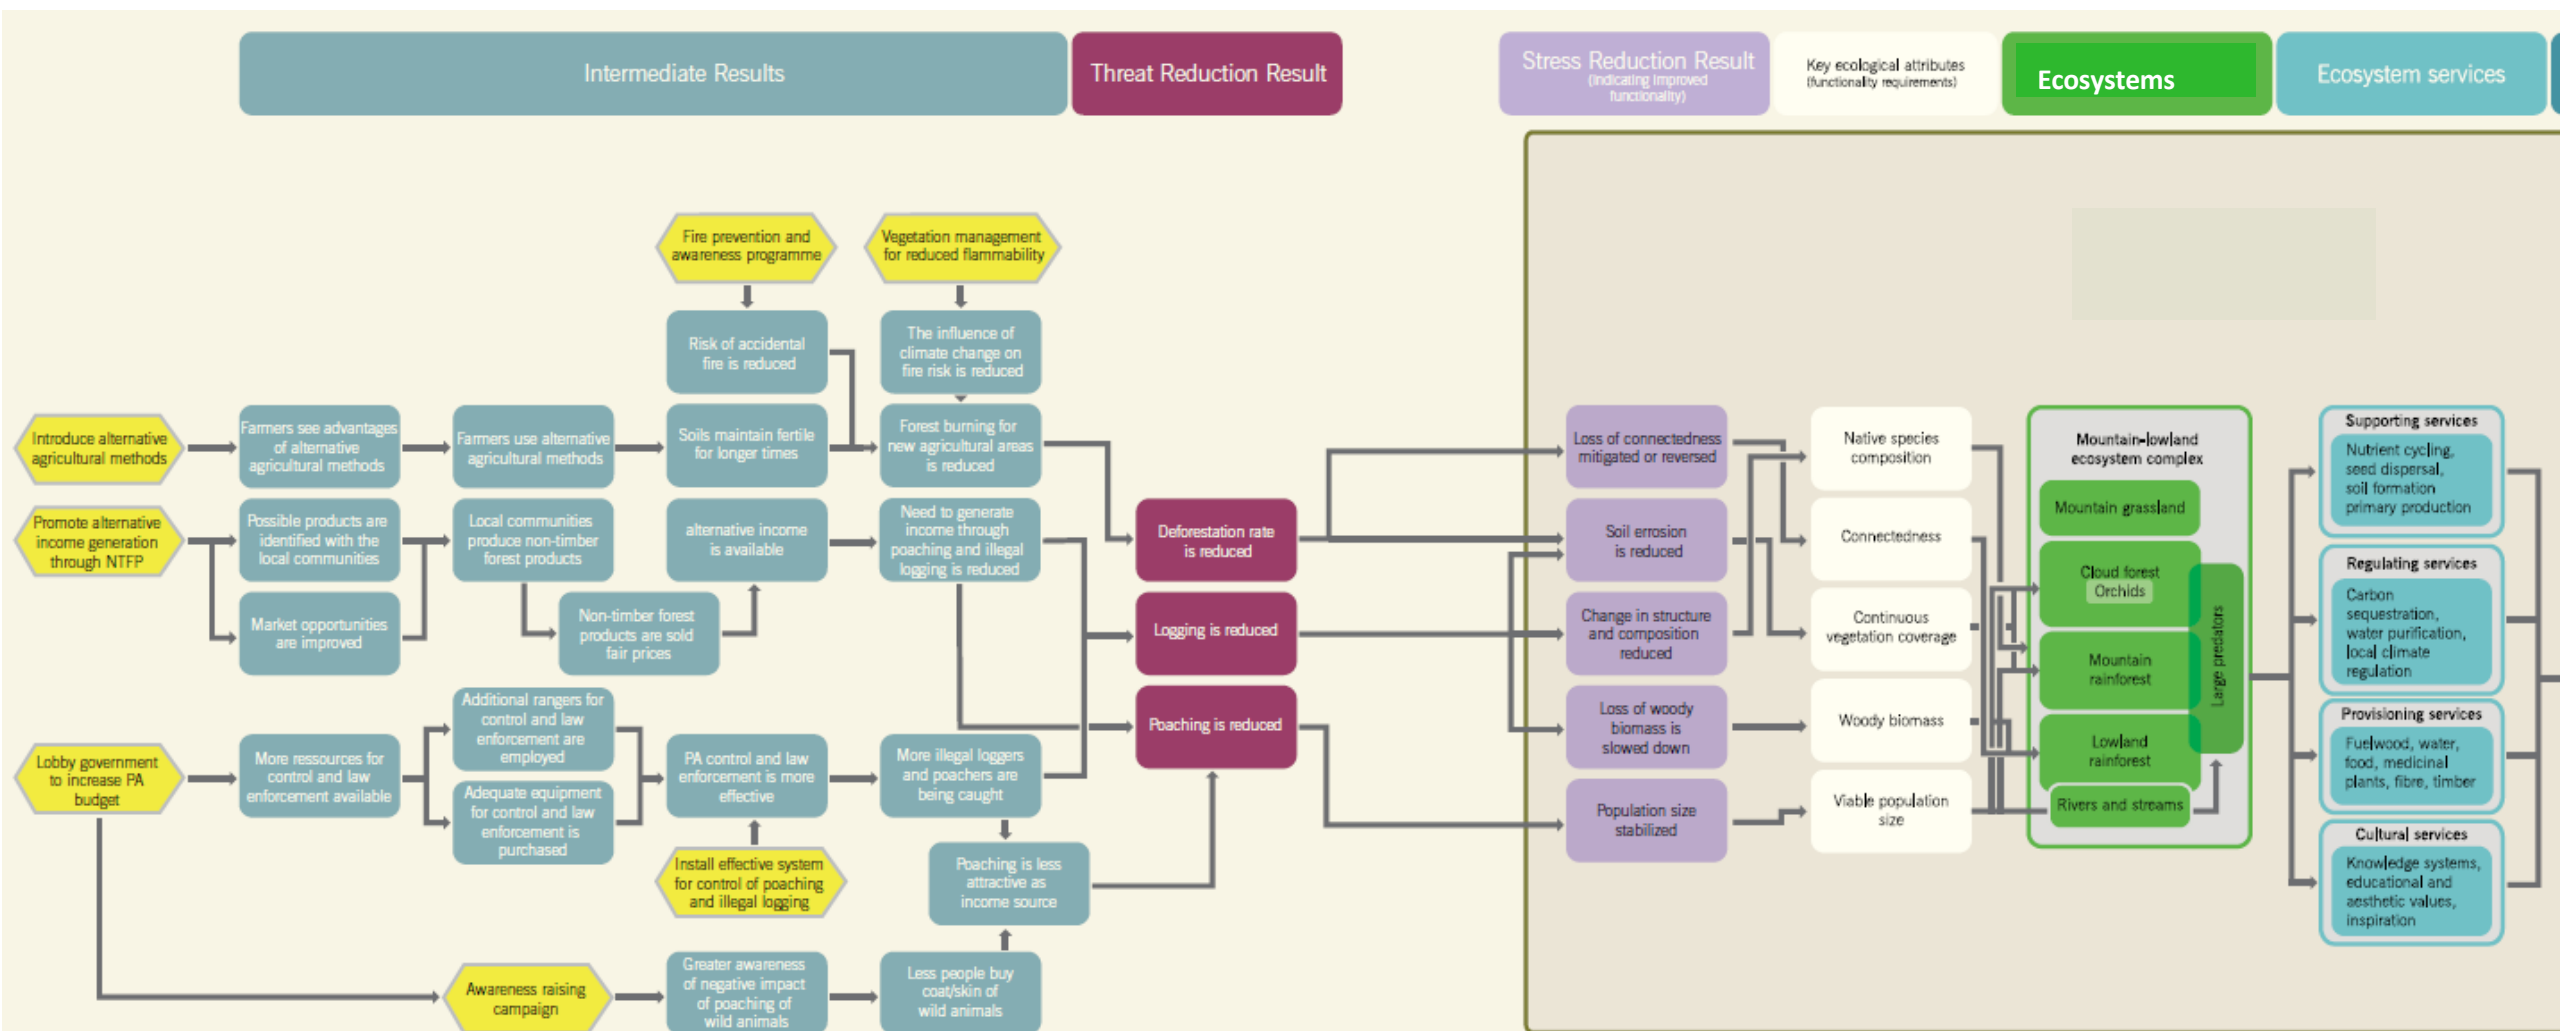 Intermediate Results
Threat Reduction Result
Stress Reduction Result
(indicating improved
functionality)
Key ecological attributes
(functionality requirements)
Ecosystems
Ecosystem services
Fire prevention and
awareness programme
Vegetation management
for reduced flammability
Risk of accidental
fire is reduced
The influence of
climate change on
fire risk is reduced
Introduce alternative
agricultural methods
Farmers see advantages
of alternative
agricultural methods
Farmers use alternative
agricultural methods
Soils maintain fertile
for longer times
Forest burning for
new agricultural areas
is reduced
Promote alternative
income generation
through NTFP
Possible products are
identified with the
local communities
Local communities
produce non-timber
forest products
alternative income
is available
Need to generate
income through
poaching and illegal
logging is reduced
Market opportunities
are improved
Non-timber forest
products are sold
fair prices
Deforestation rate
is reduced
Logging is reduced
Poaching is reduced
Lobby government
to increase PA
budget
More ressources for
control and law
enforcement available
Additional rangers for
control and law
enforcement are
employed
Adequate equipment
for control and law
enforcement is
purchased
PA control and law
enforcement is more
effective
More illegal loggers
and poachers are
being caught
Install effective system
for control of poaching
and illegal logging
Poaching is less
attractive as
income source
Awareness raising
campaign
Greater awareness
of negative impact
of poaching of
wild animals
Less people buy
coat/skin of
wild animals
Loss of connectedness
mitigated or reversed
Soil errosion
is reduced
Change in structure
and composition
reduced
Loss of woody
biomass is
slowed down
Population size
stabilized
Native species
composition
Connectedness
Continuous
vegetation coverage
Woody biomass
Viable population
size
Mountain-lowland
ecosystem complex
Mountain grassland
Cloud forest
Orchids
Mountain
rainforest
Lowland
rainforest
Rivers and streams
Large predators
Supporting services
Nutrient cycling,
seed dispersal,
soil formation
primary production
Regulating services
Carbon
sequestration,
water purification,
local climate
regulation
Provisioning services
Fuelwood, water,
food, medicinal
plants, fibre, timber
Cultural services
Knowledge systems,
educational and
aesthetic values,
inspiration